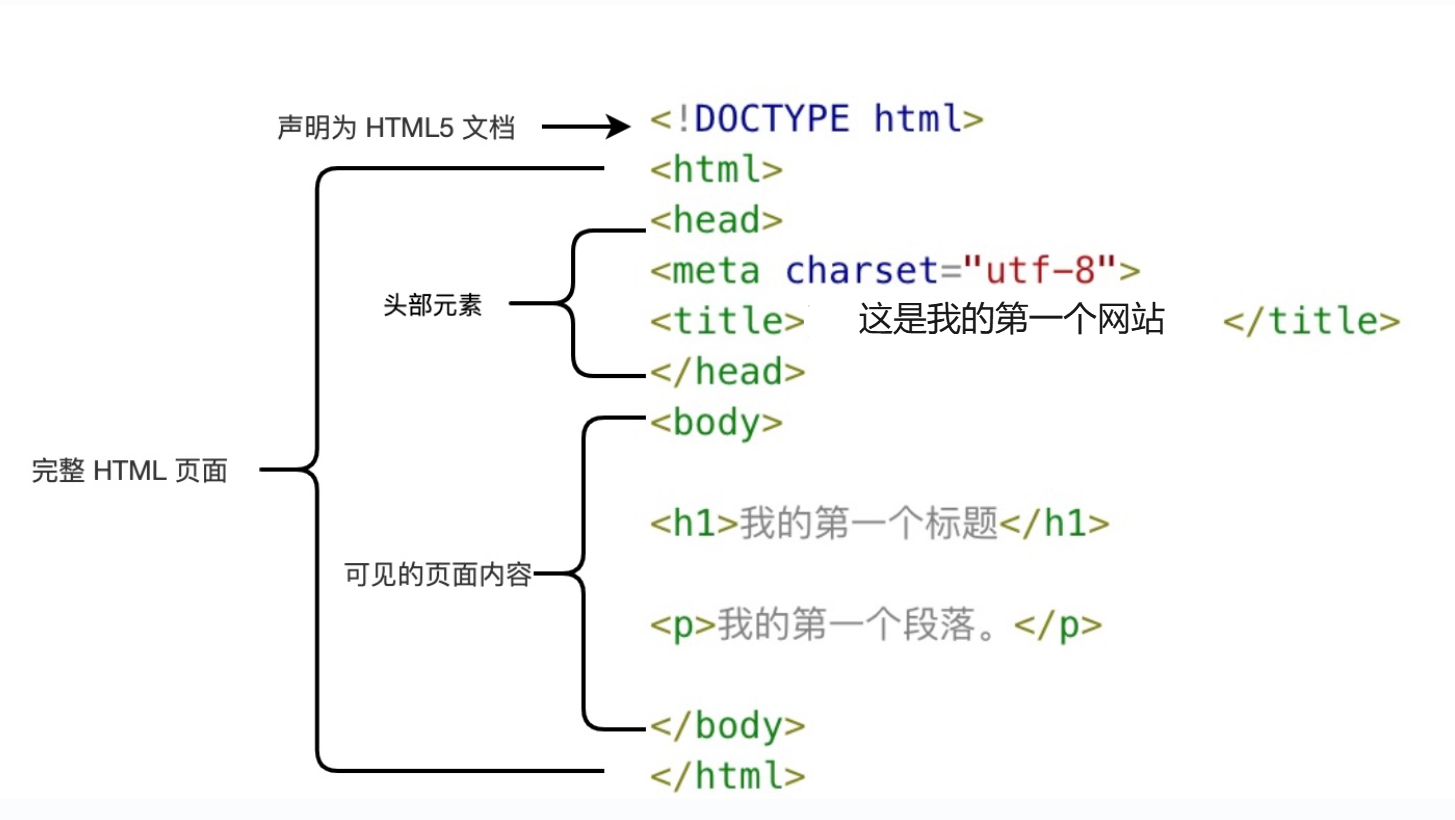 声明为 HTML5 文档
<!DOCTYPE html>
<html>
<head>
<meta charset="utf-8">
头部元素
<title> 这是我的第一个网站 </title>
</head>
<body>
完整 HTML 页面
<h1>我的第一个标题</h1>
可见的页面内容
<p>我的第一个段落。</p>
</body>
</html>